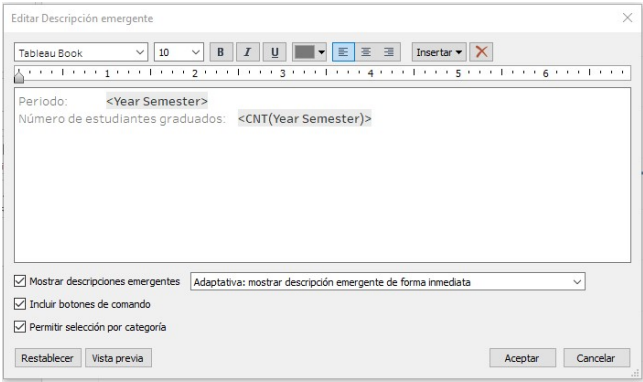 Editar Descripción emergente
Tableau Book 10 B I U Insertar
1 2 3 4 5 6
Periodo: <Year Semester>
Número de estudiantes graduados: <CNT(Year Semester)>
Mostrar descripciones emergentes Adaptativa: mostrar descripción emergente de forma inmediata
Incluir botones de comando
Permitir selección por categoría
Restablecer Vista previa Aceptar Cancelar